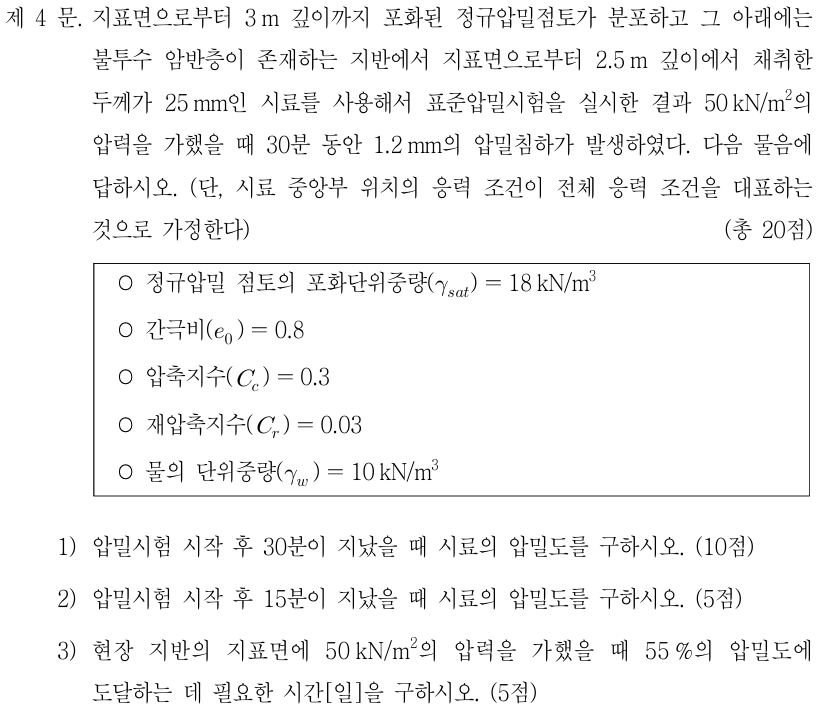 제 4 문. 지표면으로부터 3 m 깊이까지 포화된 정규압밀점토가 분포하고 그 아래에는
불투수 암반층이 존재하는 지반에서 지표면으로부터 2.5 m 깊이에서 채취한
두께가 25 mm인 시료를 사용해서 표준압밀시험을 실시한 결과 50 kN/m²의
압력을 가했을 때 30분 동안 1.2 mm의 압밀침하가 발생하였다. 다음 물음에
답하시오. (단, 시료 중앙부 위치의 응력 조건이 전체 응력 조건을 대표하는
것으로 가정한다) (총 20점)
○ 정규압밀 점토의 포화단위중량(γsat) = 18 kN/m³
○ 간극비(e₀) = 0.8
○ 압축지수(Cc) = 0.3
○ 재압축지수(Cr) = 0.03
○ 물의 단위중량(γw) = 10 kN/m³
1) 압밀시험 시작 후 30분이 지났을 때 시료의 압밀도를 구하시오. (10점)
2) 압밀시험 시작 후 15분이 지났을 때 시료의 압밀도를 구하시오. (5점)
3) 현장 지반의 지표면에 50 kN/m²의 압력을 가했을 때 55 %의 압밀도에
도달하는 데 필요한 시간[일]을 구하시오. (5점)